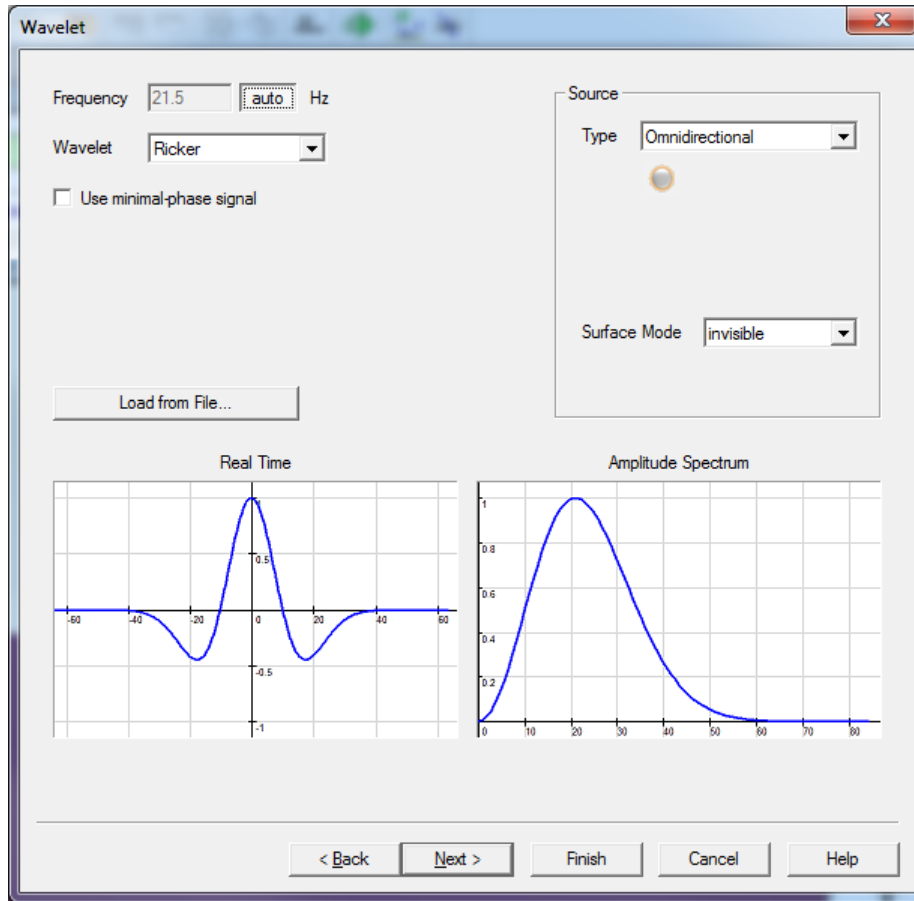 Wavelet
Frequency 21.5 auto Hz
Wavelet Ricker
Use minimal-phase signal
Source
Type Omnidirectional
Surface Mode invisible
Load from File...
Real Time
1
0.5
-60 -40 -20 0 20 40 60
-0.5
-1
Amplitude Spectrum
1
0.8
0.6
0.4
0.2
0 10 20 30 40 50 60 70 80
< Back Next > Finish Cancel Help